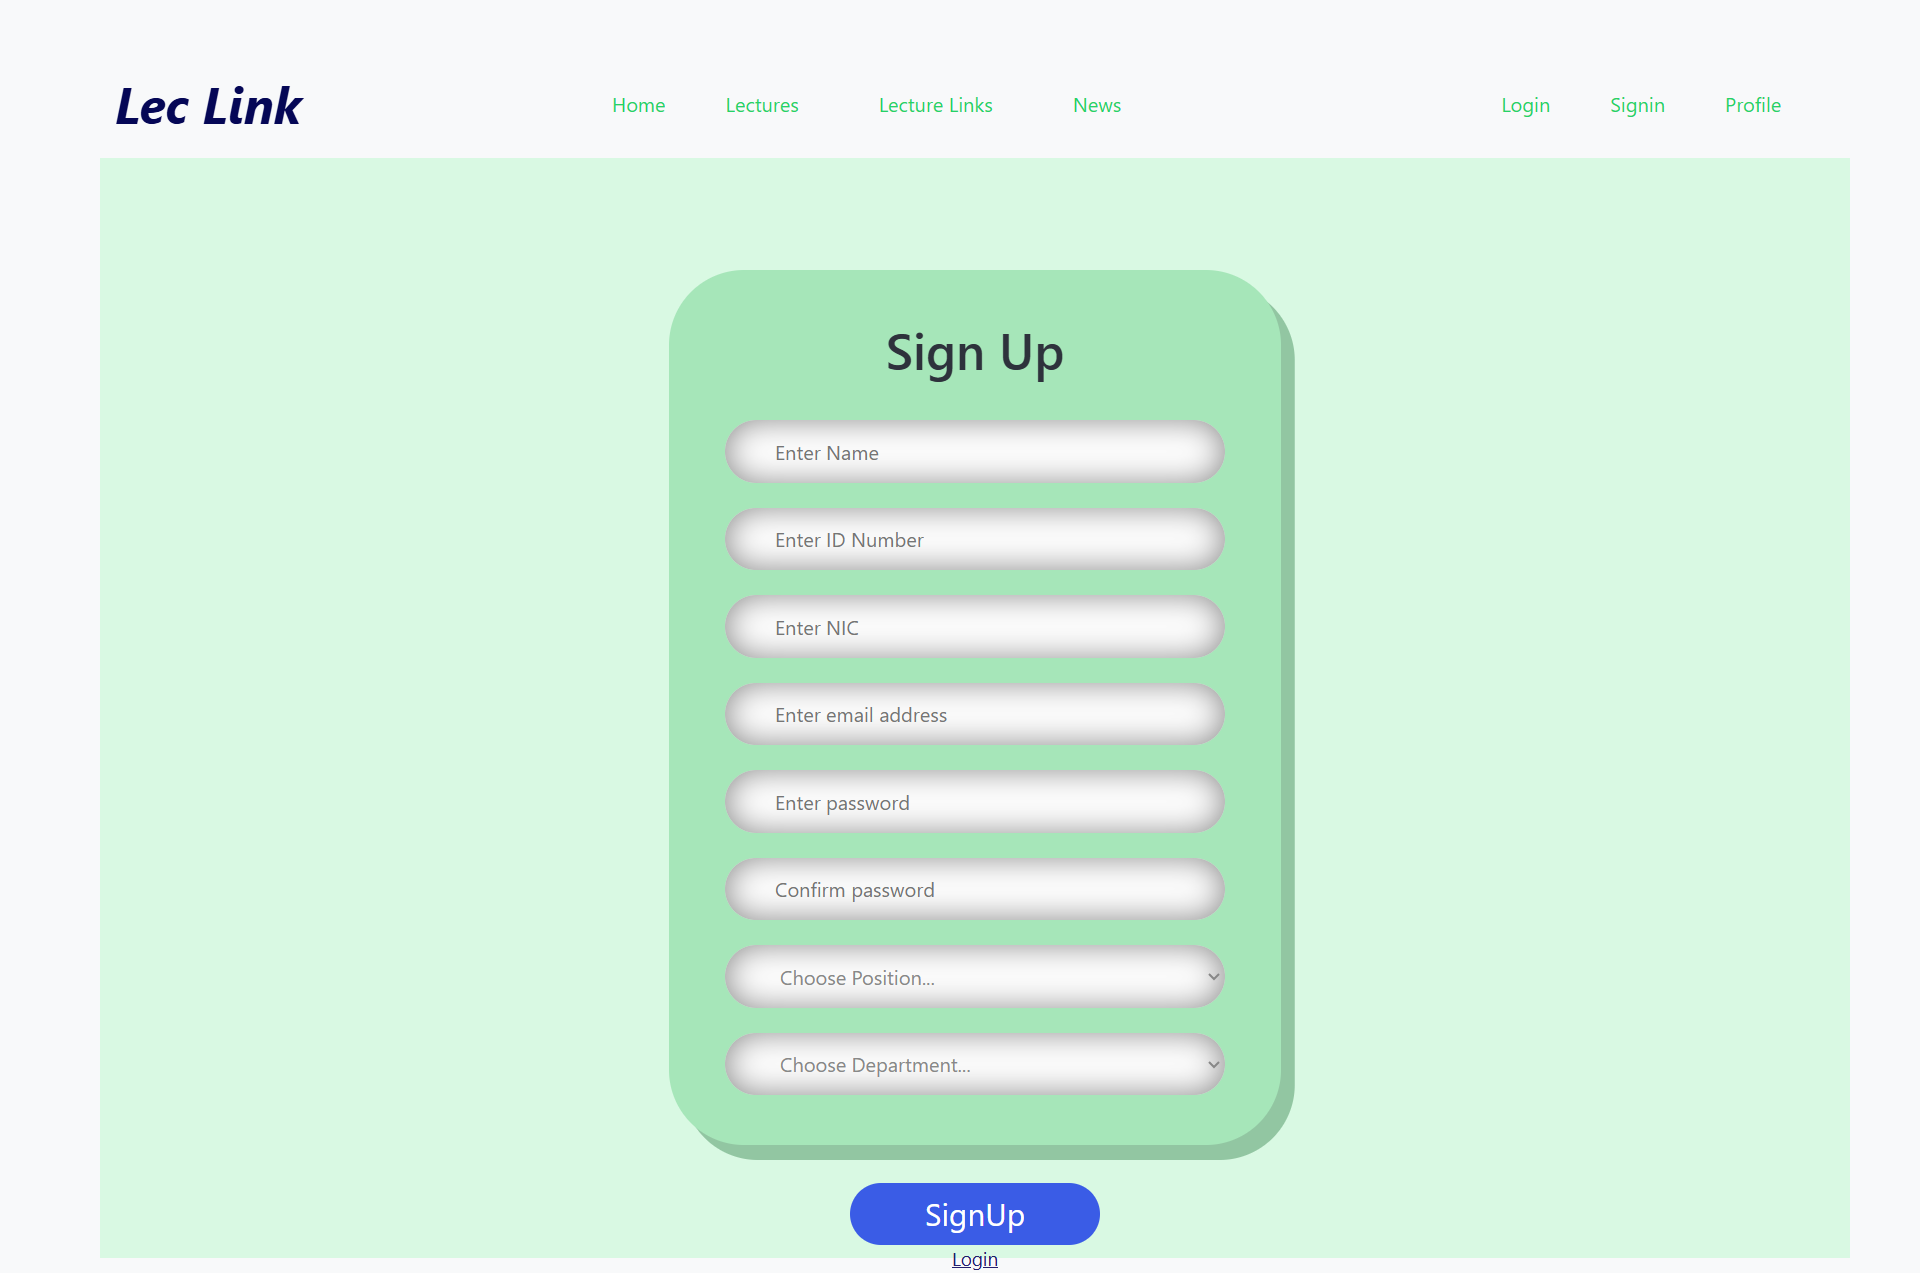 Lec Link
Home Lectures Lecture Links News
Login Signin Profile
Sign Up
Enter Name
Enter ID Number
Enter NIC
Enter email address
Enter password
Confirm password
Choose Position...
Choose Department...
SignUp
Login